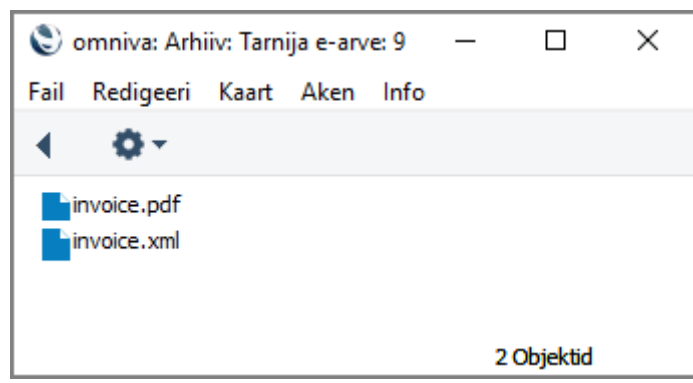 omniva: Arhiiv: Tarnija e-arve: 9
Fail Redigeeri Kaart Aken Info
invoice.pdf
invoice.xml
2 Objektid